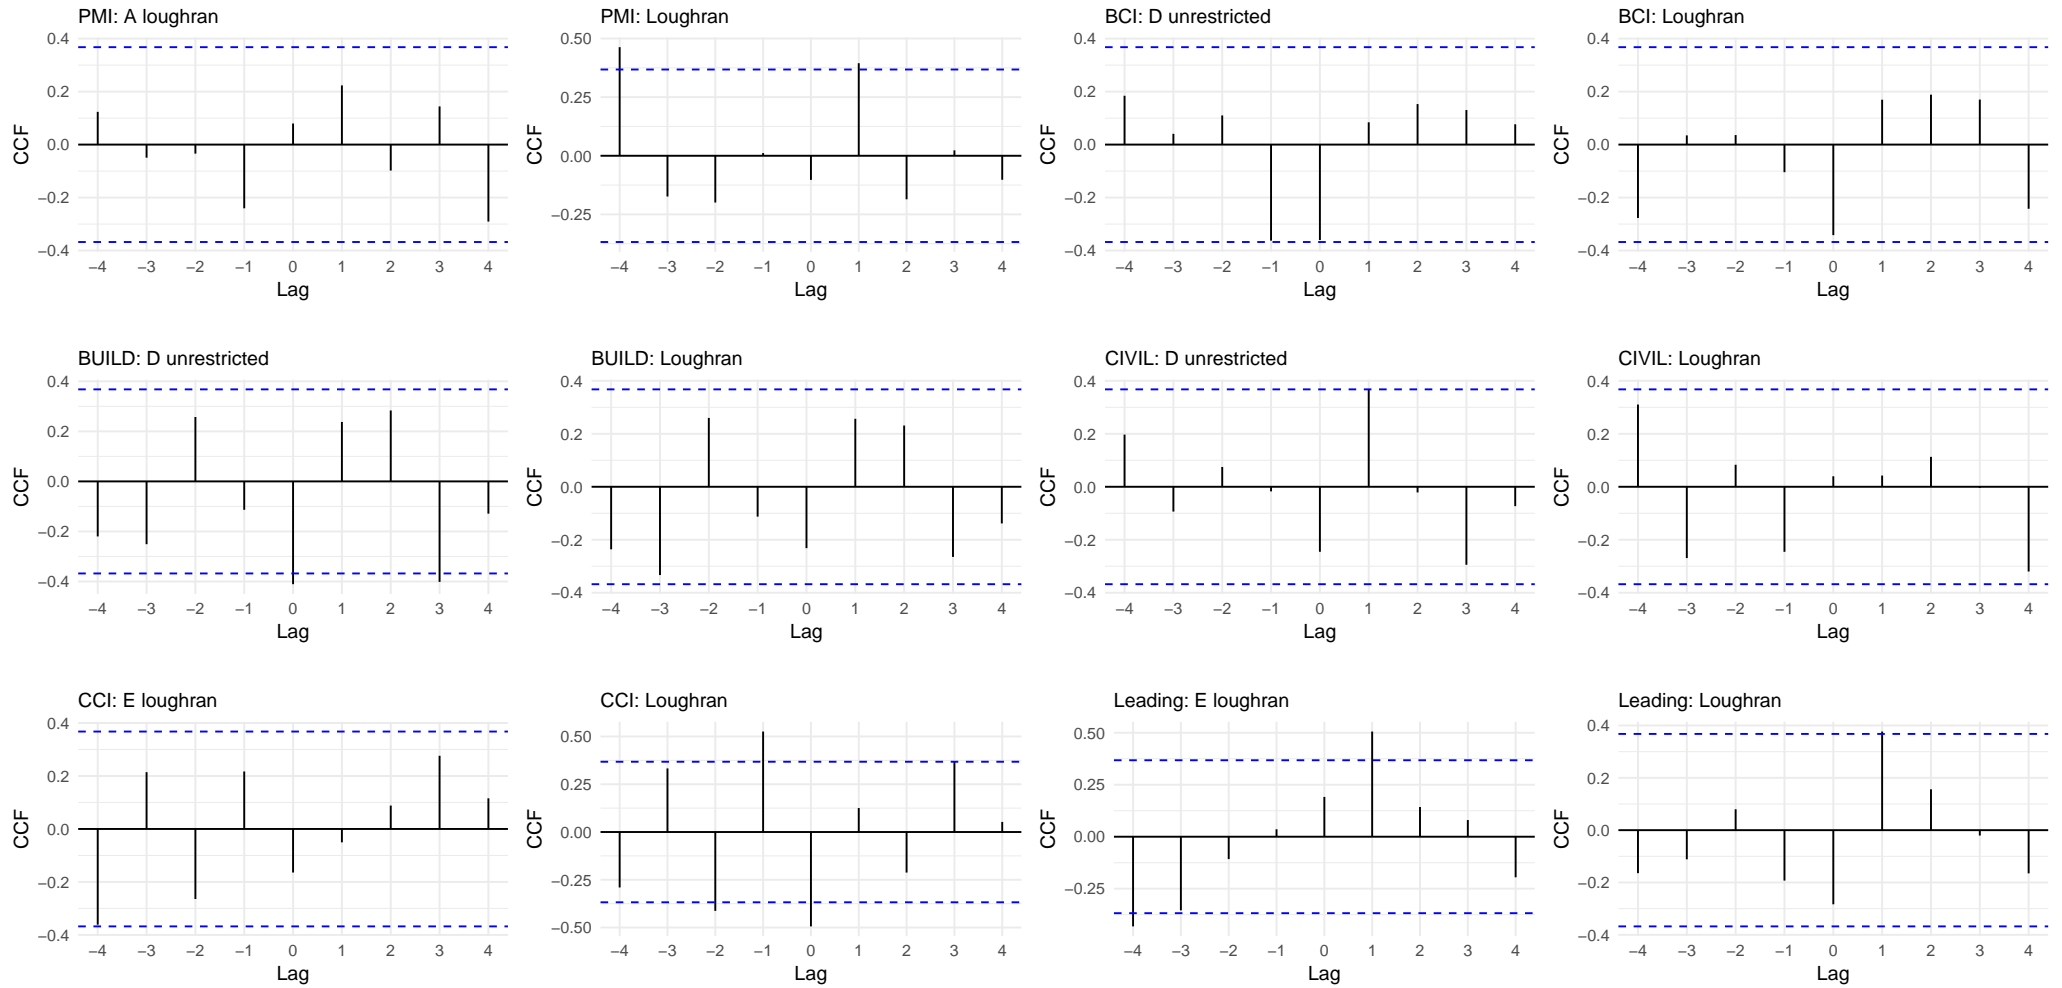 PMI: A loughran
CCF
0.4
0.2
0.0
−0.2
−0.4
−4 −3 −2 −1 0 1 2 3 4
Lag
PMI: Loughran
CCF
0.50
0.25
0.00
−0.25
−4 −3 −2 −1 0 1 2 3 4
Lag
BCI: D unrestricted
CCF
0.4
0.2
0.0
−0.2
−0.4
−4 −3 −2 −1 0 1 2 3 4
Lag
BCI: Loughran
CCF
0.4
0.2
0.0
−0.2
−0.4
−4 −3 −2 −1 0 1 2 3 4
Lag
BUILD: D unrestricted
CCF
0.4
0.2
0.0
−0.2
−0.4
−4 −3 −2 −1 0 1 2 3 4
Lag
BUILD: Loughran
CCF
0.4
0.2
0.0
−0.2
−0.4
−4 −3 −2 −1 0 1 2 3 4
Lag
CIVIL: D unrestricted
CCF
0.4
0.2
0.0
−0.2
−0.4
−4 −3 −2 −1 0 1 2 3 4
Lag
CIVIL: Loughran
CCF
0.4
0.2
0.0
−0.2
−0.4
−4 −3 −2 −1 0 1 2 3 4
Lag
CCI: E loughran
CCF
0.4
0.2
0.0
−0.2
−0.4
−4 −3 −2 −1 0 1 2 3 4
Lag
CCI: Loughran
CCF
0.50
0.25
0.00
−0.25
−0.50
−4 −3 −2 −1 0 1 2 3 4
Lag
Leading: E loughran
CCF
0.50
0.25
0.00
−0.25
−4 −3 −2 −1 0 1 2 3 4
Lag
Leading: Loughran
CCF
0.4
0.2
0.0
−0.2
−0.4
−4 −3 −2 −1 0 1 2 3 4
Lag